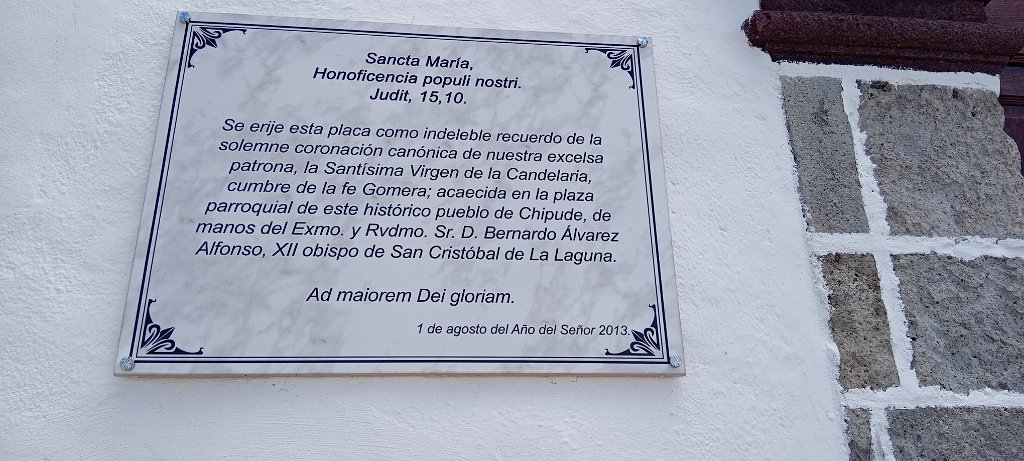 Sancta María,
Honoficencia populi nostri.
Judit, 15,10.
Se erije esta placa como indeleble recuerdo de la
solemne coronación canónica de nuestra excelsa
patrona, la Santísima Virgen de la Candelaria,
cumbre de la fe Gomera; acaecida en la plaza
parroquial de este histórico pueblo de Chipude, de
manos del Exmo. y Rvdmo. Sr. D. Bernardo Álvarez
Alfonso, XII obispo de San Cristóbal de La Laguna.
Ad maiorem Dei gloriam.
1 de agosto del Año del Señor 2013.